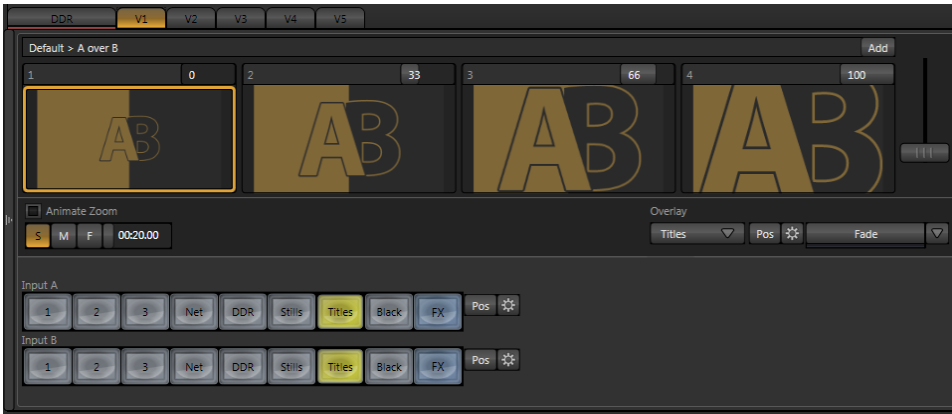 DDR V1 V2 V3 V4 V5
Default > A over B Add
1 0 2 33 3 66 4 100
AB AB AB AB
Animate Zoom Overlay
S M F 00:20.00 Titles Pos Fade
Input A
1 2 3 Net DDR Stills Titles Black FX Pos
Input B
1 2 3 Net DDR Stills Titles Black FX Pos